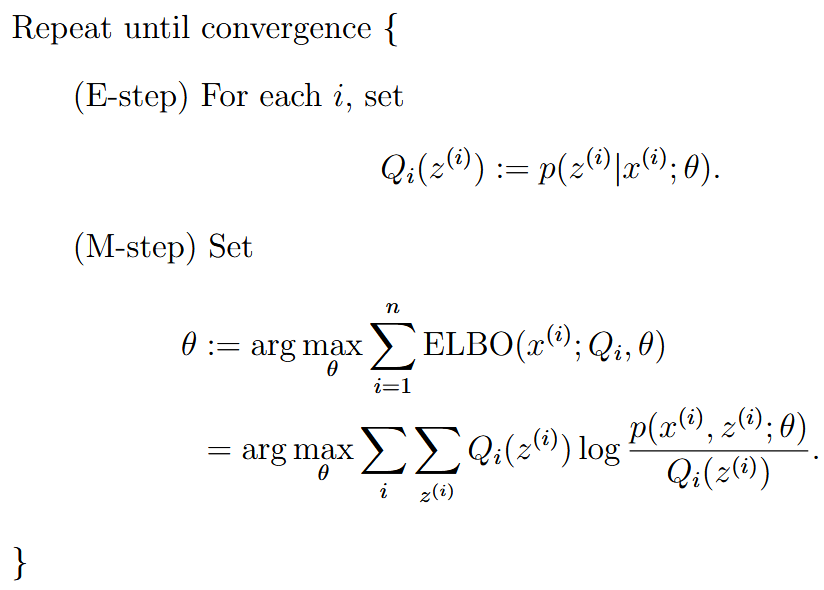 Repeat until convergence {
(E-step) For each i, set
Q_i(z^{(i)}) := p(z^{(i)}|x^{(i)}; θ).
(M-step) Set
θ := arg max_θ ∑_{i=1}^{n} ELBO(x^{(i)}; Q_i, θ)
= arg max_θ ∑_i ∑_{z^{(i)}} Q_i(z^{(i)}) log \frac{p(x^{(i)}, z^{(i)}; θ)}{Q_i(z^{(i)})}.
}